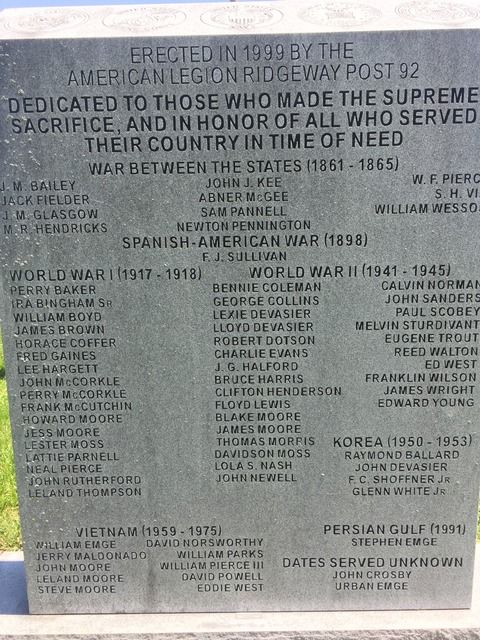 ERECTED IN 1999 BY THE
AMERICAN LEGION RIDGEWAY POST 92
DEDICATED TO THOSE WHO MADE THE SUPREME
SACRIFICE, AND IN HONOR OF ALL WHO SERVED
THEIR COUNTRY IN TIME OF NEED
WAR BETWEEN THE STATES (1861 - 1865)
J. M. BAILEY JOHN J. KEE W. F. PIERC
JACK FIELDER ABNER McGEE S. H. VI
J. M. GLASGOW SAM PANNELL WILLIAM WESSO
M. R. HENDRICKS NEWTON PENNINGTON
SPANISH-AMERICAN WAR (1898)
F. J. SULLIVAN
WORLD WAR I (1917 - 1918)
PERRY BAKER
IRA BINGHAM SR
WILLIAM BOYD
JAMES BROWN
HORACE COFFER
FRED GAINES
LEE HARGETT
JOHN McCORKLE
PERRY McCORKLE
FRANK McCUTCHIN
HOWARD MOORE
JESS MOORE
LESTER MOSS
LATTIE PARNELL
NEAL PIERCE
JOHN RUTHERFORD
LELAND THOMPSON
WORLD WAR II (1941 - 1945)
BENNIE COLEMAN
GEORGE COLLINS
LEXIE DEVASIER
LLOYD DEVASIER
ROBERT DOTSON
CHARLIE EVANS
J. G. HALFORD
BRUCE HARRIS
CLIFTON HENDERSON
FLOYD LEWIS
BLAKE MOORE
JAMES MOORE
THOMAS MORRIS
DAVIDSON MOSS
LOLA S. NASH
JOHN NEWELL
CALVIN NORMAN
JOHN SANDERS
PAUL SCOBEY
MELVIN STURDIVANT
EUGENE TROUT
REED WALTON
ED WEST
FRANKLIN WILSON
JAMES WRIGHT
EDWARD YOUNG
KOREA (1950 - 1953)
RAYMOND BALLARD
JOHN DEVASIER
F. C. SHOFFNER JR
GLENN WHITE JR
VIETNAM (1959 - 1975)
WILLIAM EMGE DAVID NORSWORTHY
JERRY MALDONADO WILLIAM PARKS
JOHN MOORE WILLIAM PIERCE III
LELAND MOORE DAVID POWELL
STEVE MOORE EDDIE WEST
PERSIAN GULF (1991)
STEPHEN EMGE
DATES SERVED UNKNOWN
JOHN CROSBY
URBAN EMGE